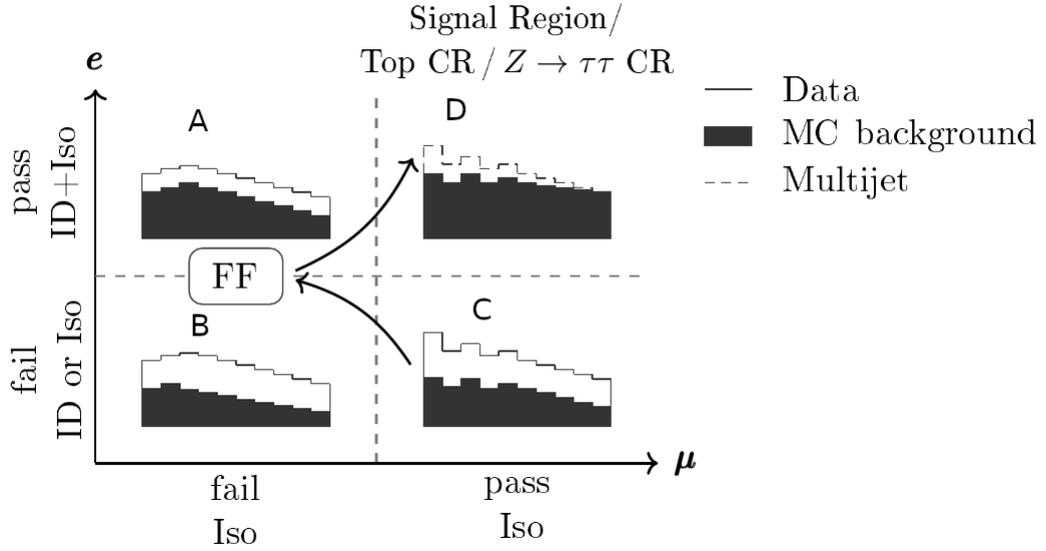 Signal Region/
Top CR / Z → ττ CR
e
A
D
Data
MC background
Multijet
pass
ID+Iso
FF
B
C
fail
ID or Iso
μ
fail
Iso
pass
Iso